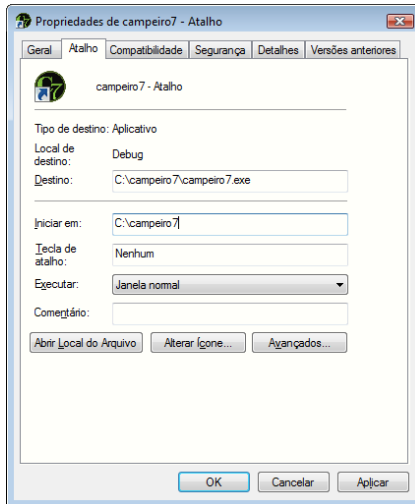 Propriedades de campeiro7 - Atalho
Geral Atalho Compatibilidade Segurança Detalhes Versões anteriores
campeiro7 - Atalho
Tipo de destino: Aplicativo
Local de
destino: Debug
Destino: C:\campeiro7\campeiro7.exe
Iniciar em: C:\campeiro7
Tecla de
atalho: Nenhum
Executar: Janela normal
Comentário:
Abrir Local do Arquivo Alterar Ícone... Avançados...
OK Cancelar Aplicar